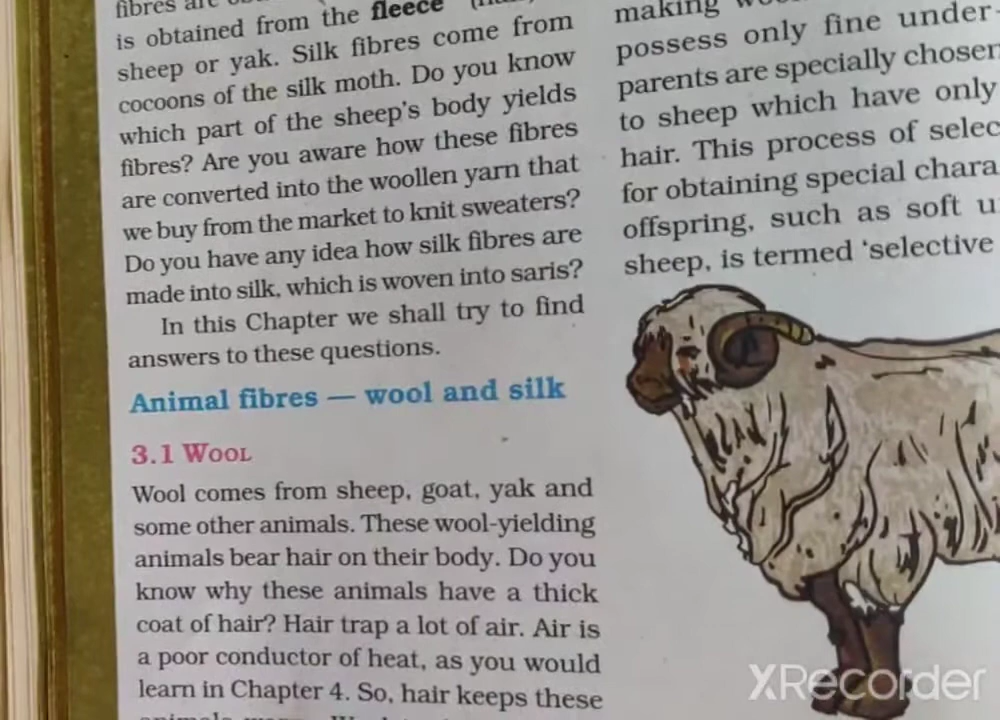 fibres are
is obtained from the fleece
sheep or yak. Silk fibres come from
cocoons of the silk moth. Do you know
which part of the sheep's body yields
fibres? Are you aware how these fibres
are converted into the woollen yarn that
we buy from the market to knit sweaters?
Do you have any idea how silk fibres are
made into silk, which is woven into saris?
In this Chapter we shall try to find
answers to these questions.
Animal fibres — wool and silk
3.1 WOOL
Wool comes from sheep, goat, yak and
some other animals. These wool-yielding
animals bear hair on their body. Do you
know why these animals have a thick
coat of hair? Hair trap a lot of air. Air is
a poor conductor of heat, as you would
learn in Chapter 4. So, hair keeps these
making
possess only fine under-
parents are specially chosen
to sheep which have only
hair. This process of selec
for obtaining special chara
offspring, such as soft u
sheep, is termed 'selective
XRecorder